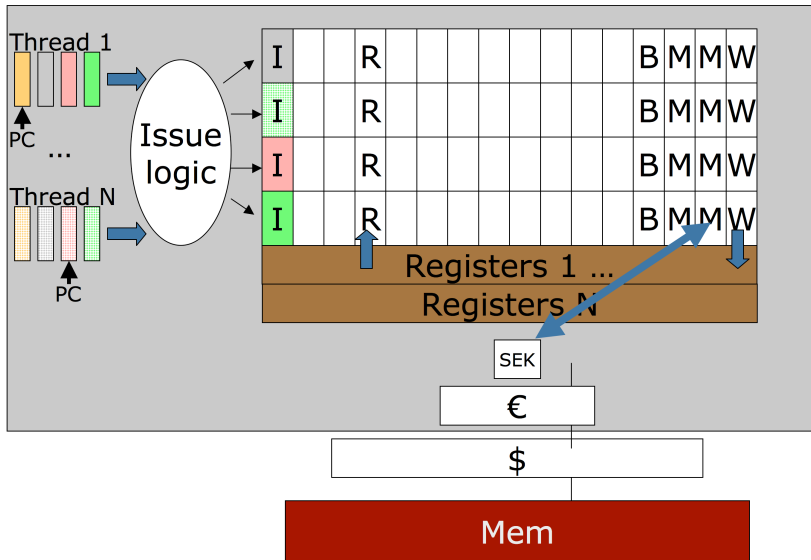 Thread 1
PC
...
Thread N
PC
Issue
logic
I R B M M W
I R B M M W
I R B M M W
I R B M M W
Registers 1 ...
Registers N
SEK
€
$
Mem